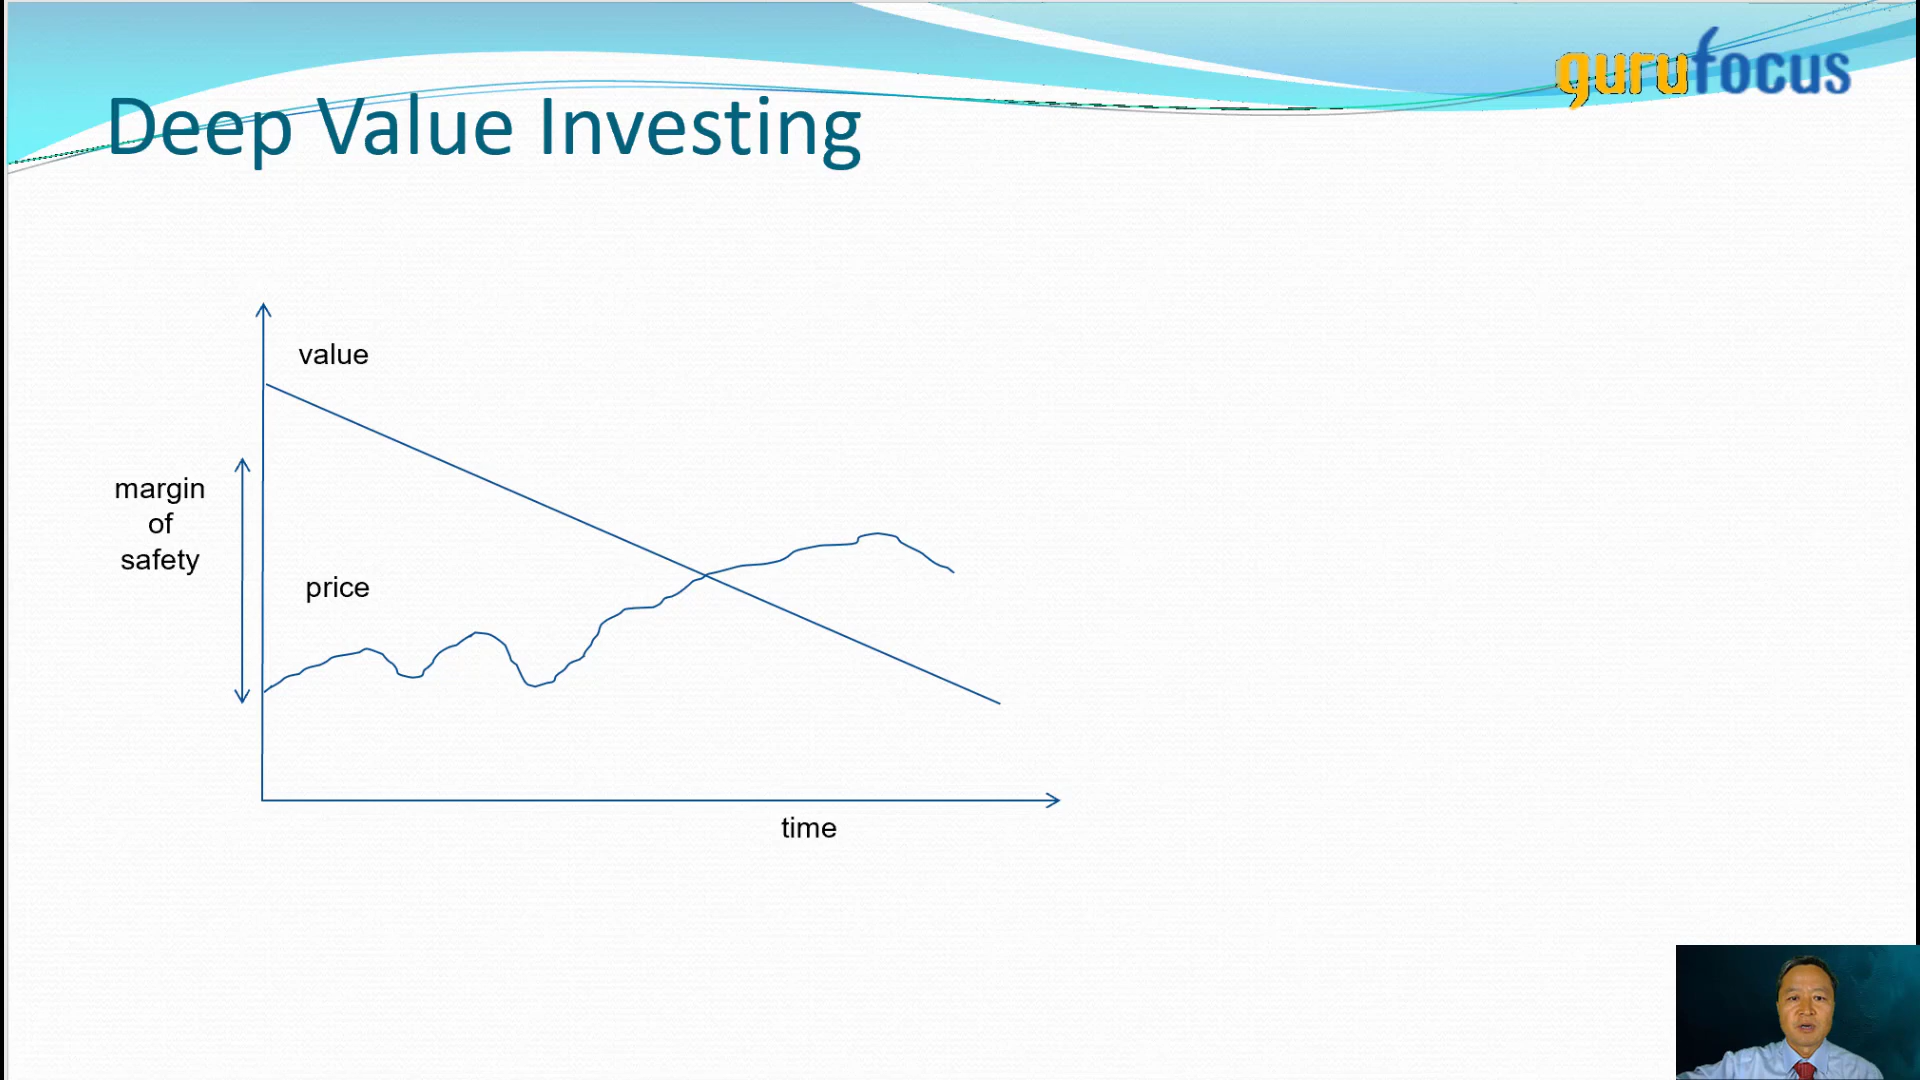 gurufocus
Deep Value Investing
value
margin
of
safety
price
time